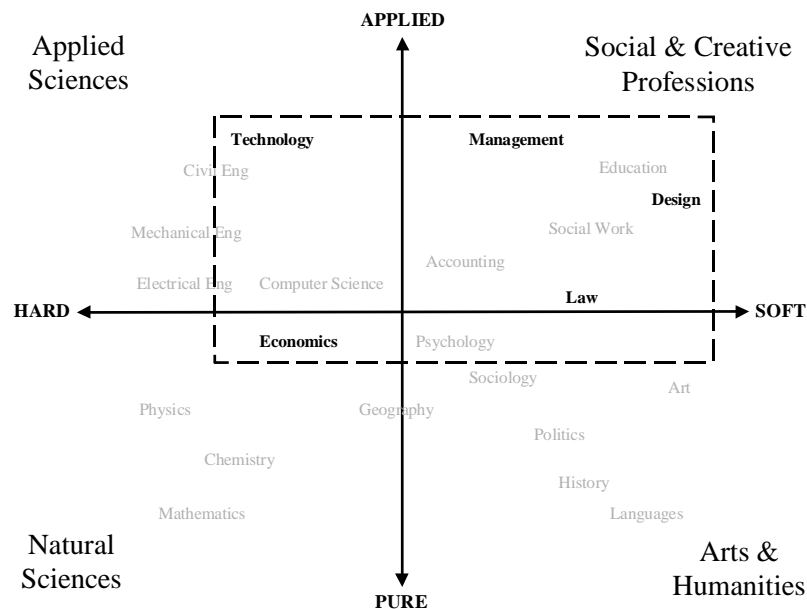 APPLIED
Applied
Sciences
Social & Creative
Professions
Technology
Management
Civil Eng
Education
Design
Mechanical Eng
Social Work
Accounting
Electrical Eng
Computer Science
Law
HARD
SOFT
Economics
Psychology
Sociology
Art
Physics
Geography
Politics
Chemistry
History
Mathematics
Languages
Natural
Sciences
Arts &
Humanities
PURE